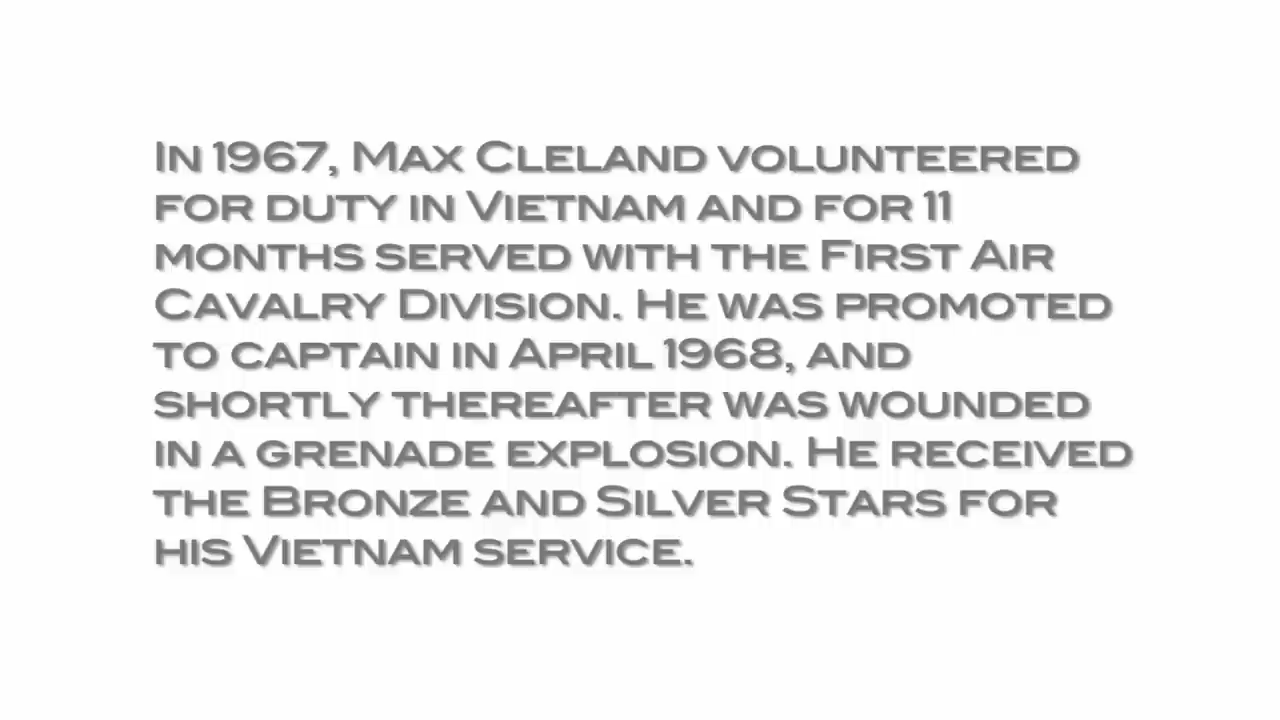 In 1967, Max Cleland volunteered
for duty in Vietnam and for 11
months served with the First Air
Cavalry Division. He was promoted
to captain in April 1968, and
shortly thereafter was wounded
in a grenade explosion. He received
the Bronze and Silver Stars for
his Vietnam service.